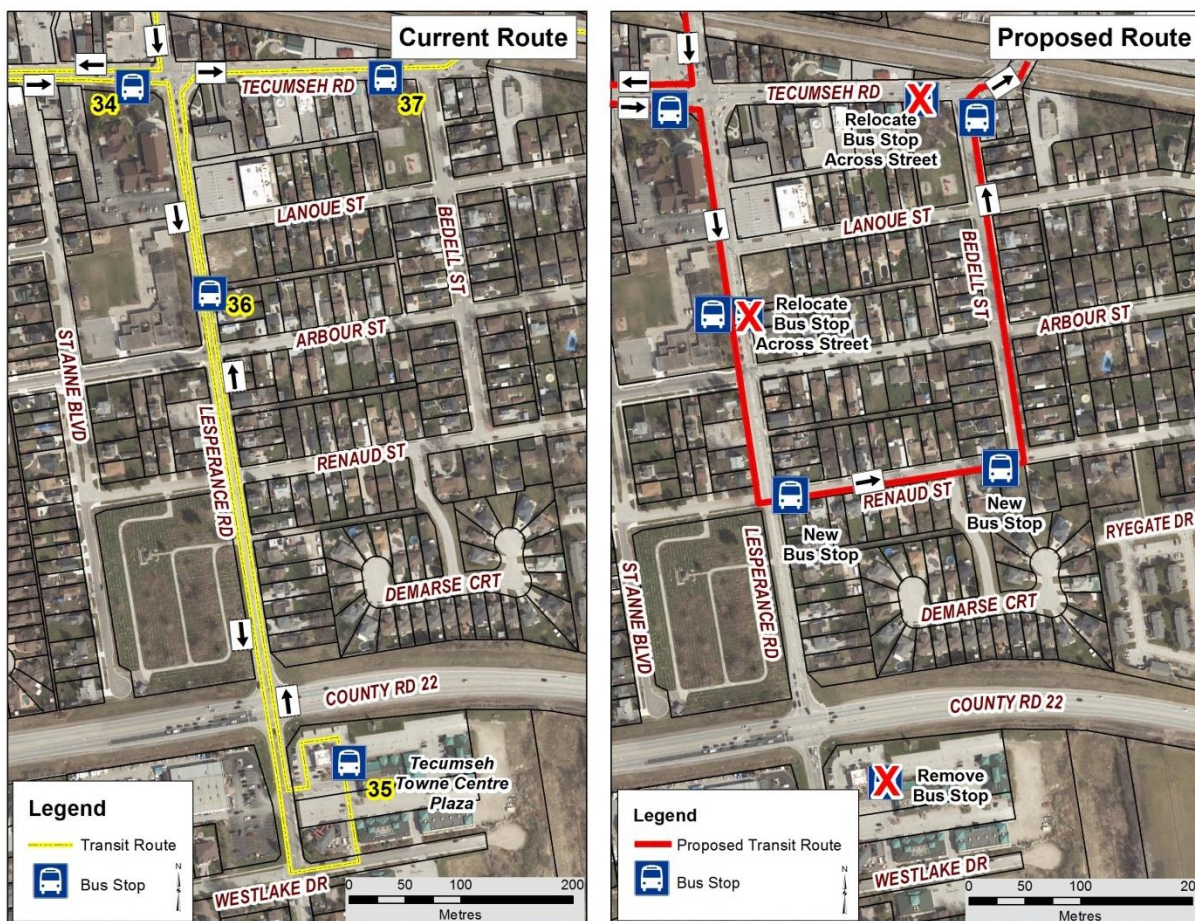 Current Route
34
TECUMSEH RD
37
LANOUE ST
BEDELL ST
36
ARBOUR ST
ST ANNE BLVD
LESPERANCE RD
RENAUD ST
DEMARSE CRT
COUNTY RD 22
35
Tecumseh
Towne Centre
Plaza
WESTLAKE DR
Legend
Transit Route
Bus Stop
N
0 50 100 200
Metres
Proposed Route
TECUMSEH RD
X
Relocate
Bus Stop
Across Street
LANOUE ST
BEDELL ST
X
Relocate
Bus Stop
Across Street
ARBOUR ST
RENAUD ST
New
Bus Stop
New
Bus Stop
RYEGATE DR
ST ANNE BLVD
LESPERANCE RD
DEMARSE CRT
COUNTY RD 22
X
Remove
Bus Stop
WESTLAKE DR
Legend
Proposed Transit Route
Bus Stop
N
0 50 100
Metres